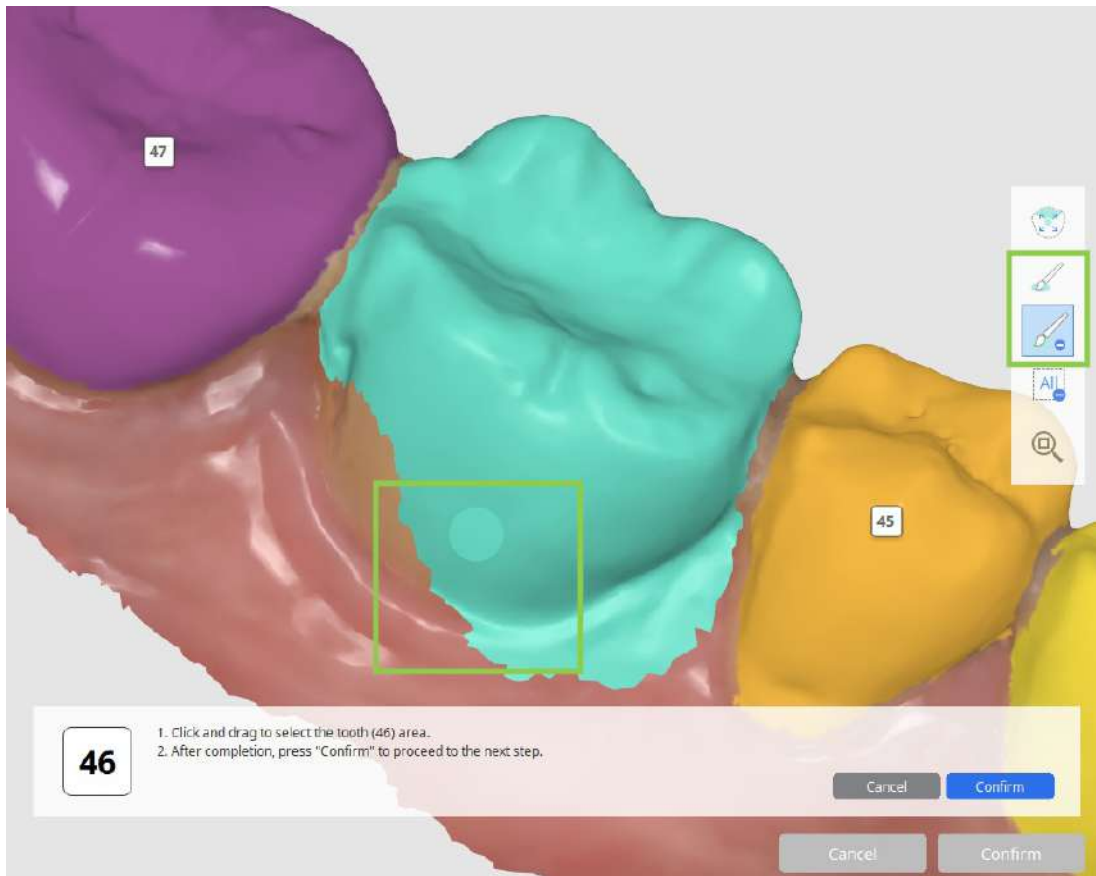 47
All
45
46
1. Click and drag to select the tooth (46) area.
2. After completion, press "Confirm" to proceed to the next step.
Cancel Confirm
Cancel Confirm